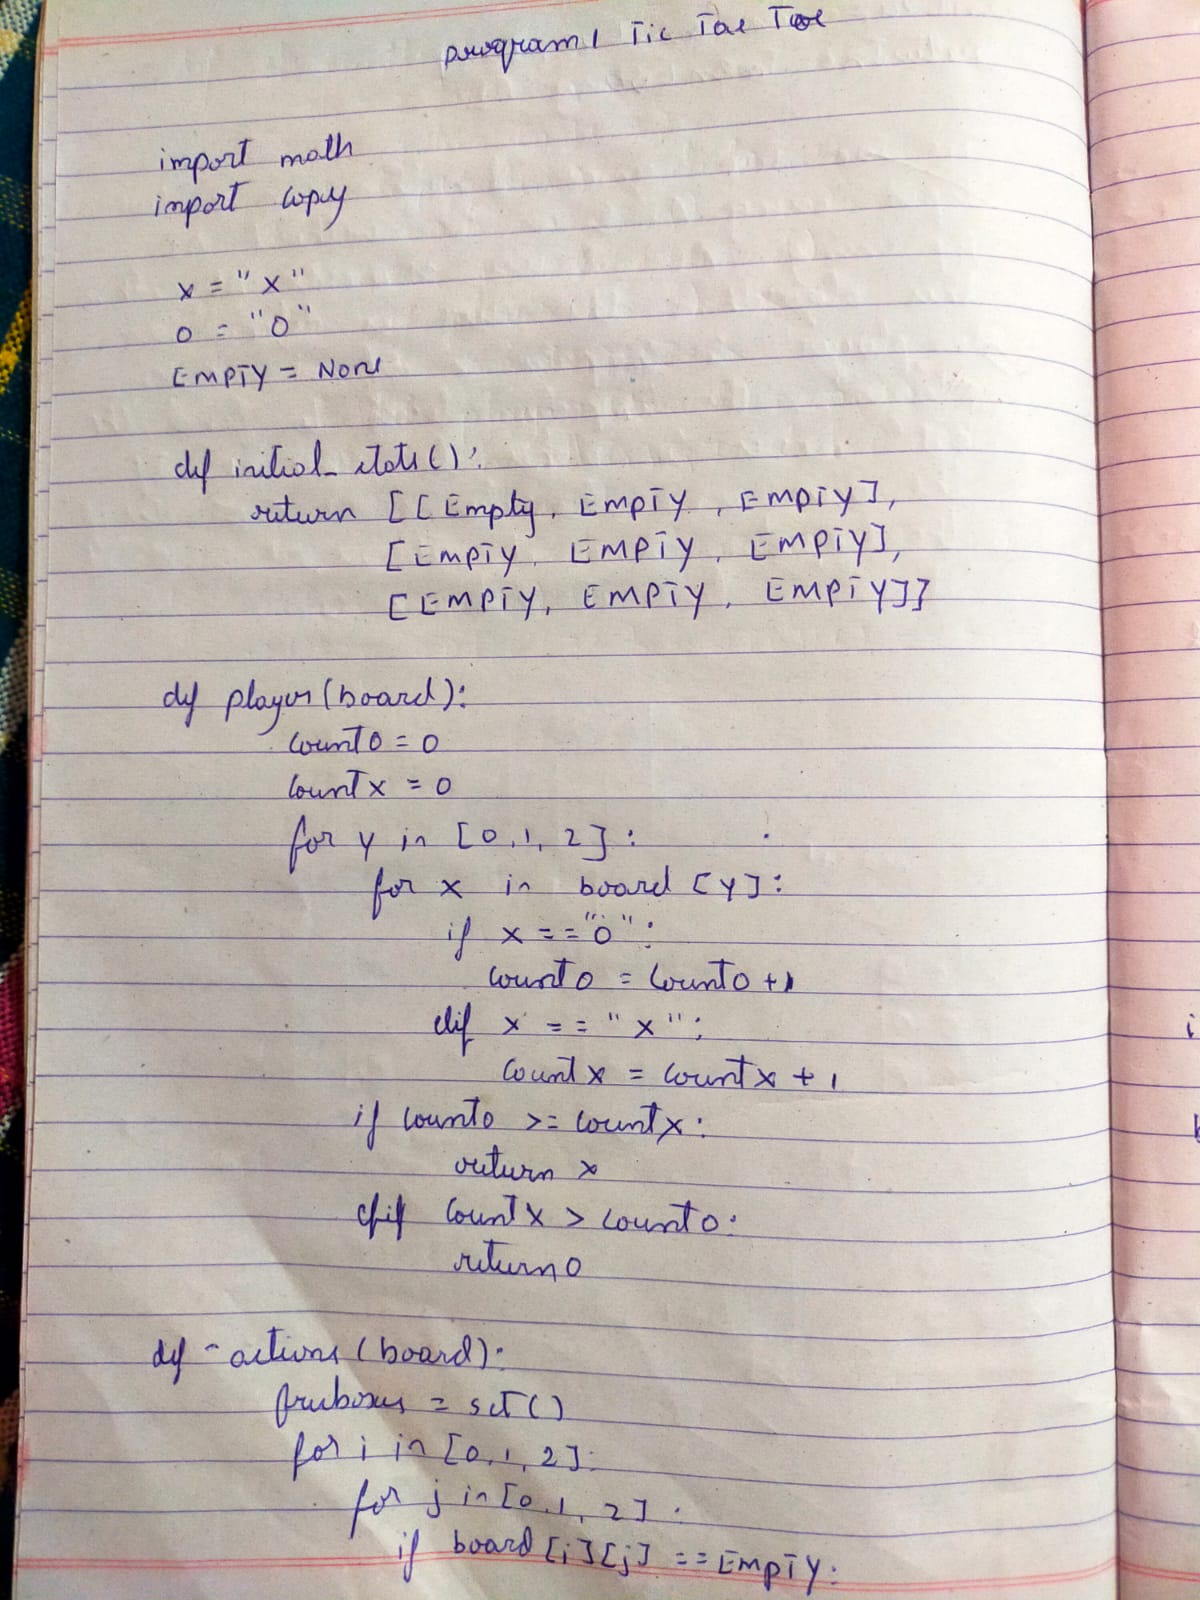 program 1 Tic Tac Toe
import math
import copy
X = "X"
O = "O"
EMPTY = None
def initial_state():
return [[Empty, EMPTY, EMPTY],
[EMPTY, EMPTY, EMPTY],
[EMPTY, EMPTY, EMPTY]]
def player(board):
countO = 0
countX = 0
for y in [0,1,2]:
for x in board[y]:
if x == "O":
countO = countO + 1
elif x == "X":
countX = countX + 1
if countO >= countX:
return X
elif countX > countO:
return O
def actions(board):
freeboxes = set()
for i in [0,1,2]:
for j in [0,1,2]:
if board[i][j] == EMPTY: